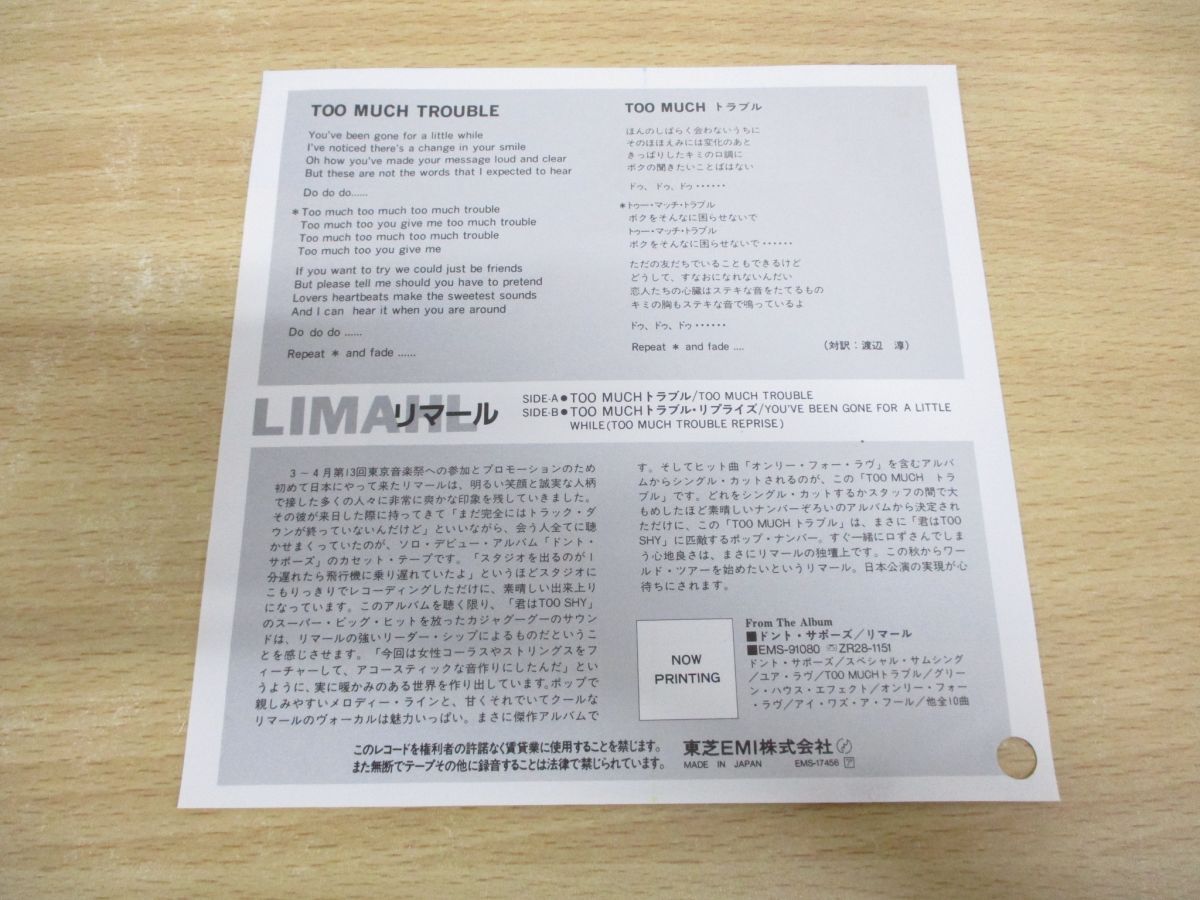 TOO MUCH TROUBLE
You've been gone for a little while
I've noticed there's a change in your smile
Oh how you've made your message loud and clear
But these are not the words that I expected to hear
Do do do......
* Too much too much too much trouble
Too much too you give me too much trouble
Too much too much too much trouble
Too much too you give me
If you want to try we could just be friends
But please tell me should you have to pretend
Lovers heartbeats make the sweetest sounds
And I can hear it when you are around
Do do do ......
Repeat * and fade ......
TOO MUCH トラブル
ほんのしばらく会わないうちに
そのほほえみには変化のあと
きっぱりしたキミの口調に
ボクの聞きたいことばはない
ドゥ、ドゥ、ドゥ・・・・・・
*トゥー・マッチ・トラブル
ボクをそんなに困らせないで
トゥー・マッチ・トラブル
ボクをそんなに困らせないで・・・・・・
ただの友だちでいることもできるけど
どうして、すなおになれないんだい
恋人たちの心臓はステキな音をたてるもの
キミの胸もステキな音で鳴っているよ
ドゥ、ドゥ、ドゥ・・・・・・
Repeat * and fade ....
(対訳:渡辺 淳)
LIMAHL リマール
SIDE-A● TOO MUCHトラブル/TOO MUCH TROUBLE
SIDE-B● TOO MUCHトラブル・リプライズ/YOU'VE BEEN GONE FOR A LITTLE
WHILE(TOO MUCH TROUBLE REPRISE)
3−4月第13回東京音楽祭への参加とプロモーションのため
初めて日本にやって来たリマールは、明るい笑顔と誠実な人柄
で接した多くの人々に非常に爽かな印象を残していきました。
その彼が来日した際に持ってきて「まだ完全にはトラック・ダ
ウンが終っていないんだけど」といいながら、会う人全てに聴
かせまくっていたのが、ソロ・デビュー・アルバム「ドント・
サポーズ」のカセット・テープです。「スタジオを出るのが1
分遅れたら飛行機に乗り遅れていたよ」というほどスタジオに
こもりっきりでレコーディングしただけに、素晴しい出来上り
になっています。このアルバムを聴く限り、「君はTOO SHY」
のスーパー・ビッグ・ヒットを放ったカジャグーグーのサウン
ドは、リマールの強いリーダー・シップによるものだというこ
とを感じさせます。「今回は女性コーラスやストリングスをフ
ィーチャーして、アコースティックな音作りにしたんだ」とい
うように、実に暖かみのある世界を作り出しています。ポップで
親しみやすいメロディー・ラインと、甘くそれでいてクールな
リマールのヴォーカルは魅力いっぱい。まさに傑作アルバムで
す。そしてヒット曲「オンリー・フォー・ラヴ」を含むアルバ
ムからシングル・カットされるのが、この「TOO MUCH トラ
ブル」です。どれをシングル・カットするかスタッフの間で大
もめしたほど素晴しいナンバーぞろいのアルバムから決定され
ただけに、この「TOO MUCHトラブル」は、まさに「君はTOO
SHY」に匹敵するポップ・ナンバー。すぐ一緒に口ずさんでしま
う心地良さは、まさにリマールの独壇上です。この秋からワー
ルド・ツアーを始めたいというリマール。日本公演の実現が心
待ちにされます。
NOW
PRINTING
From The Album
■ドント・サポーズ/リマール
■EMS-91080 ZR28-1151
ドント・サポーズ/スペシャル・サムシング
/ユア・ラヴ/TOO MUCHトラブル/グリー
ン・ハウス・エフェクト/オンリー・フォー
・ラヴ/アイ・ワズ・ア・フール/他全10曲
このレコードを権利者の許諾なく賃貸業に使用することを禁じます。
また無断でテープその他に録音することは法律で禁じられています。
東芝EMI株式会社
MADE IN JAPAN EMS-17456 ア